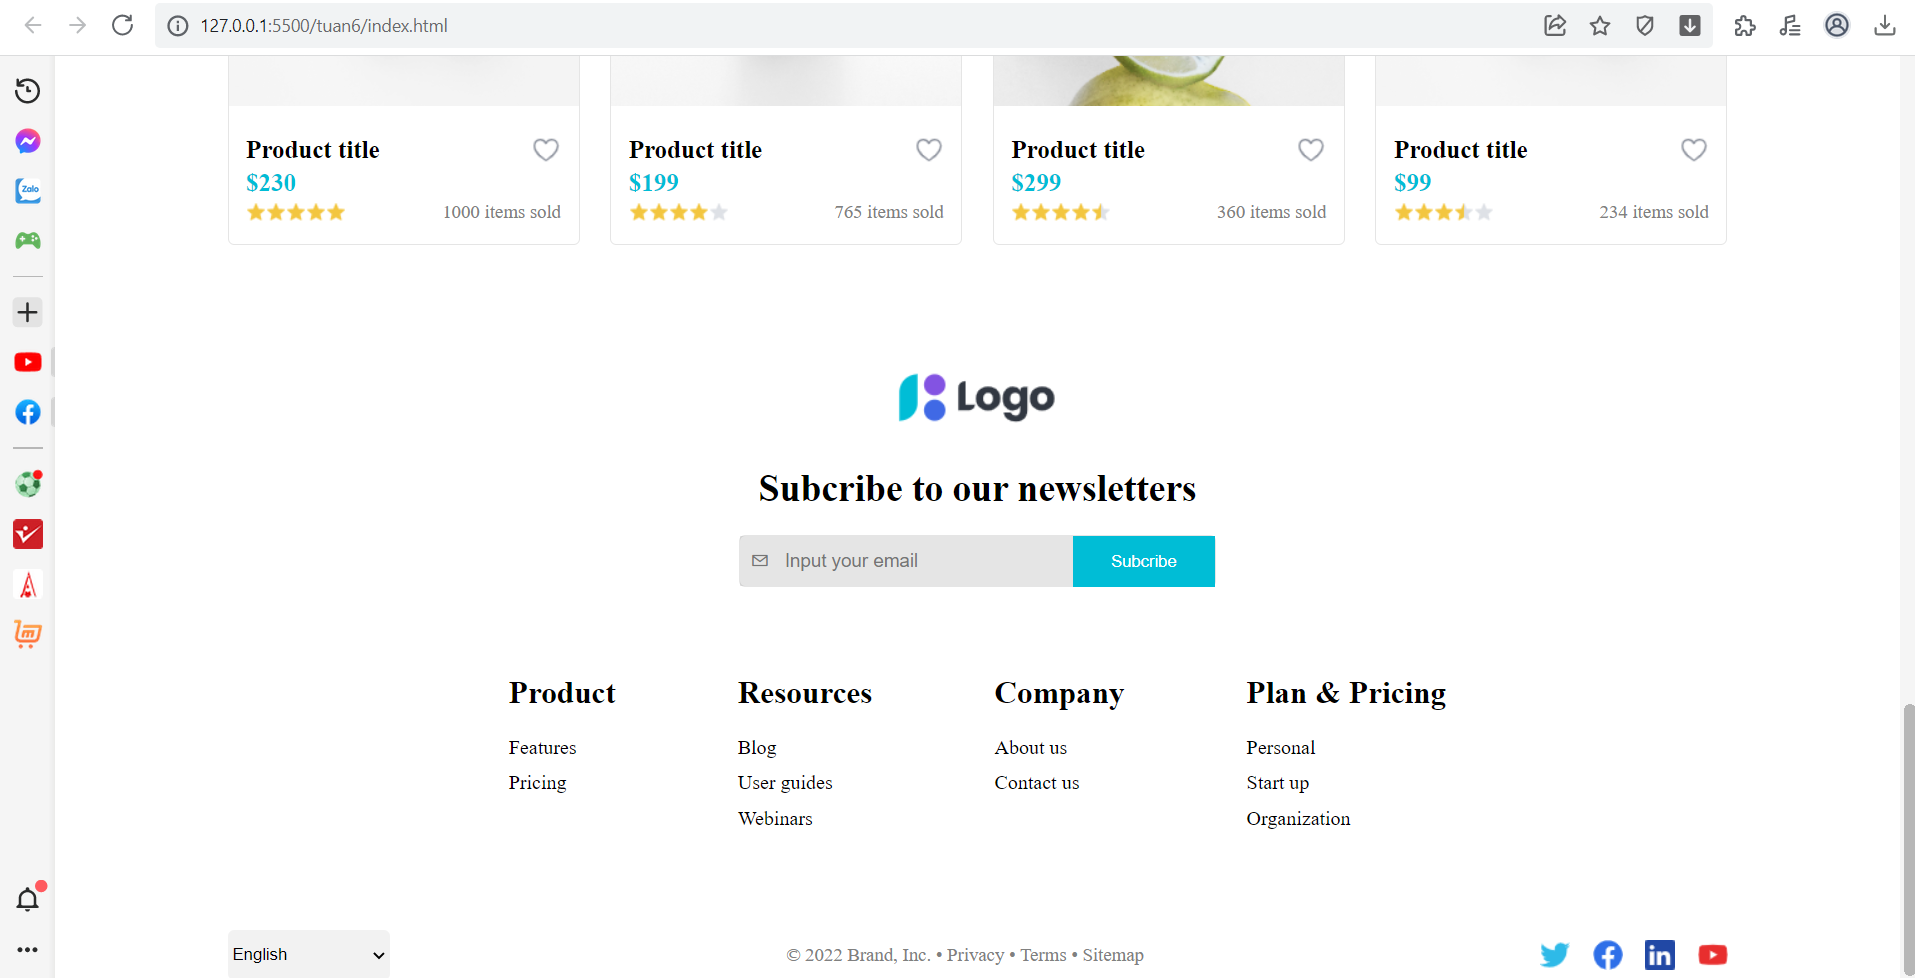 127.0.0.1:5500/tuan6/index.html
Zalo
Product title
$230
1000 items sold
Product title
$199
765 items sold
Product title
$299
360 items sold
Product title
$99
234 items sold
Logo
Subcribe to our newsletters
Input your email
Subcribe
Product
Features
Pricing
Resources
Blog
User guides
Webinars
Company
About us
Contact us
Plan & Pricing
Personal
Start up
Organization
English
© 2022 Brand, Inc. • Privacy • Terms • Sitemap
in